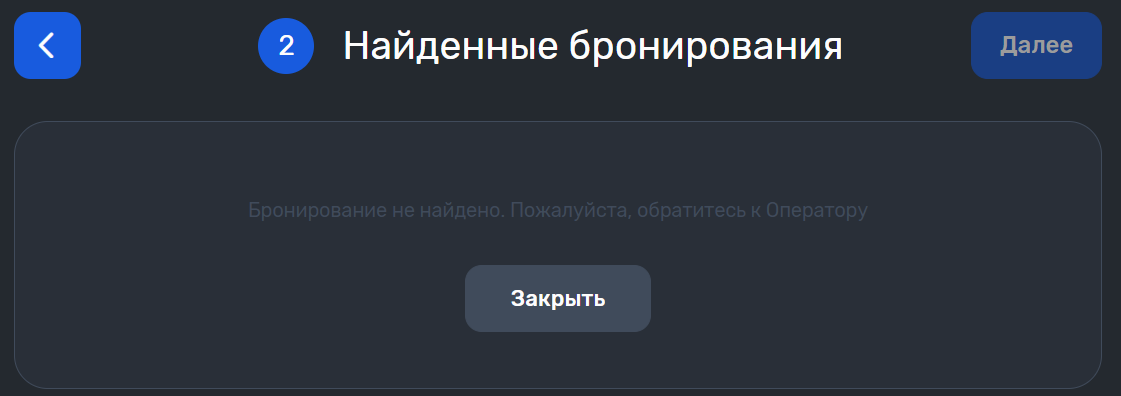 2 Найденные бронирования Далее
Бронирование не найдено. Пожалуйста, обратитесь к Оператору
Закрыть